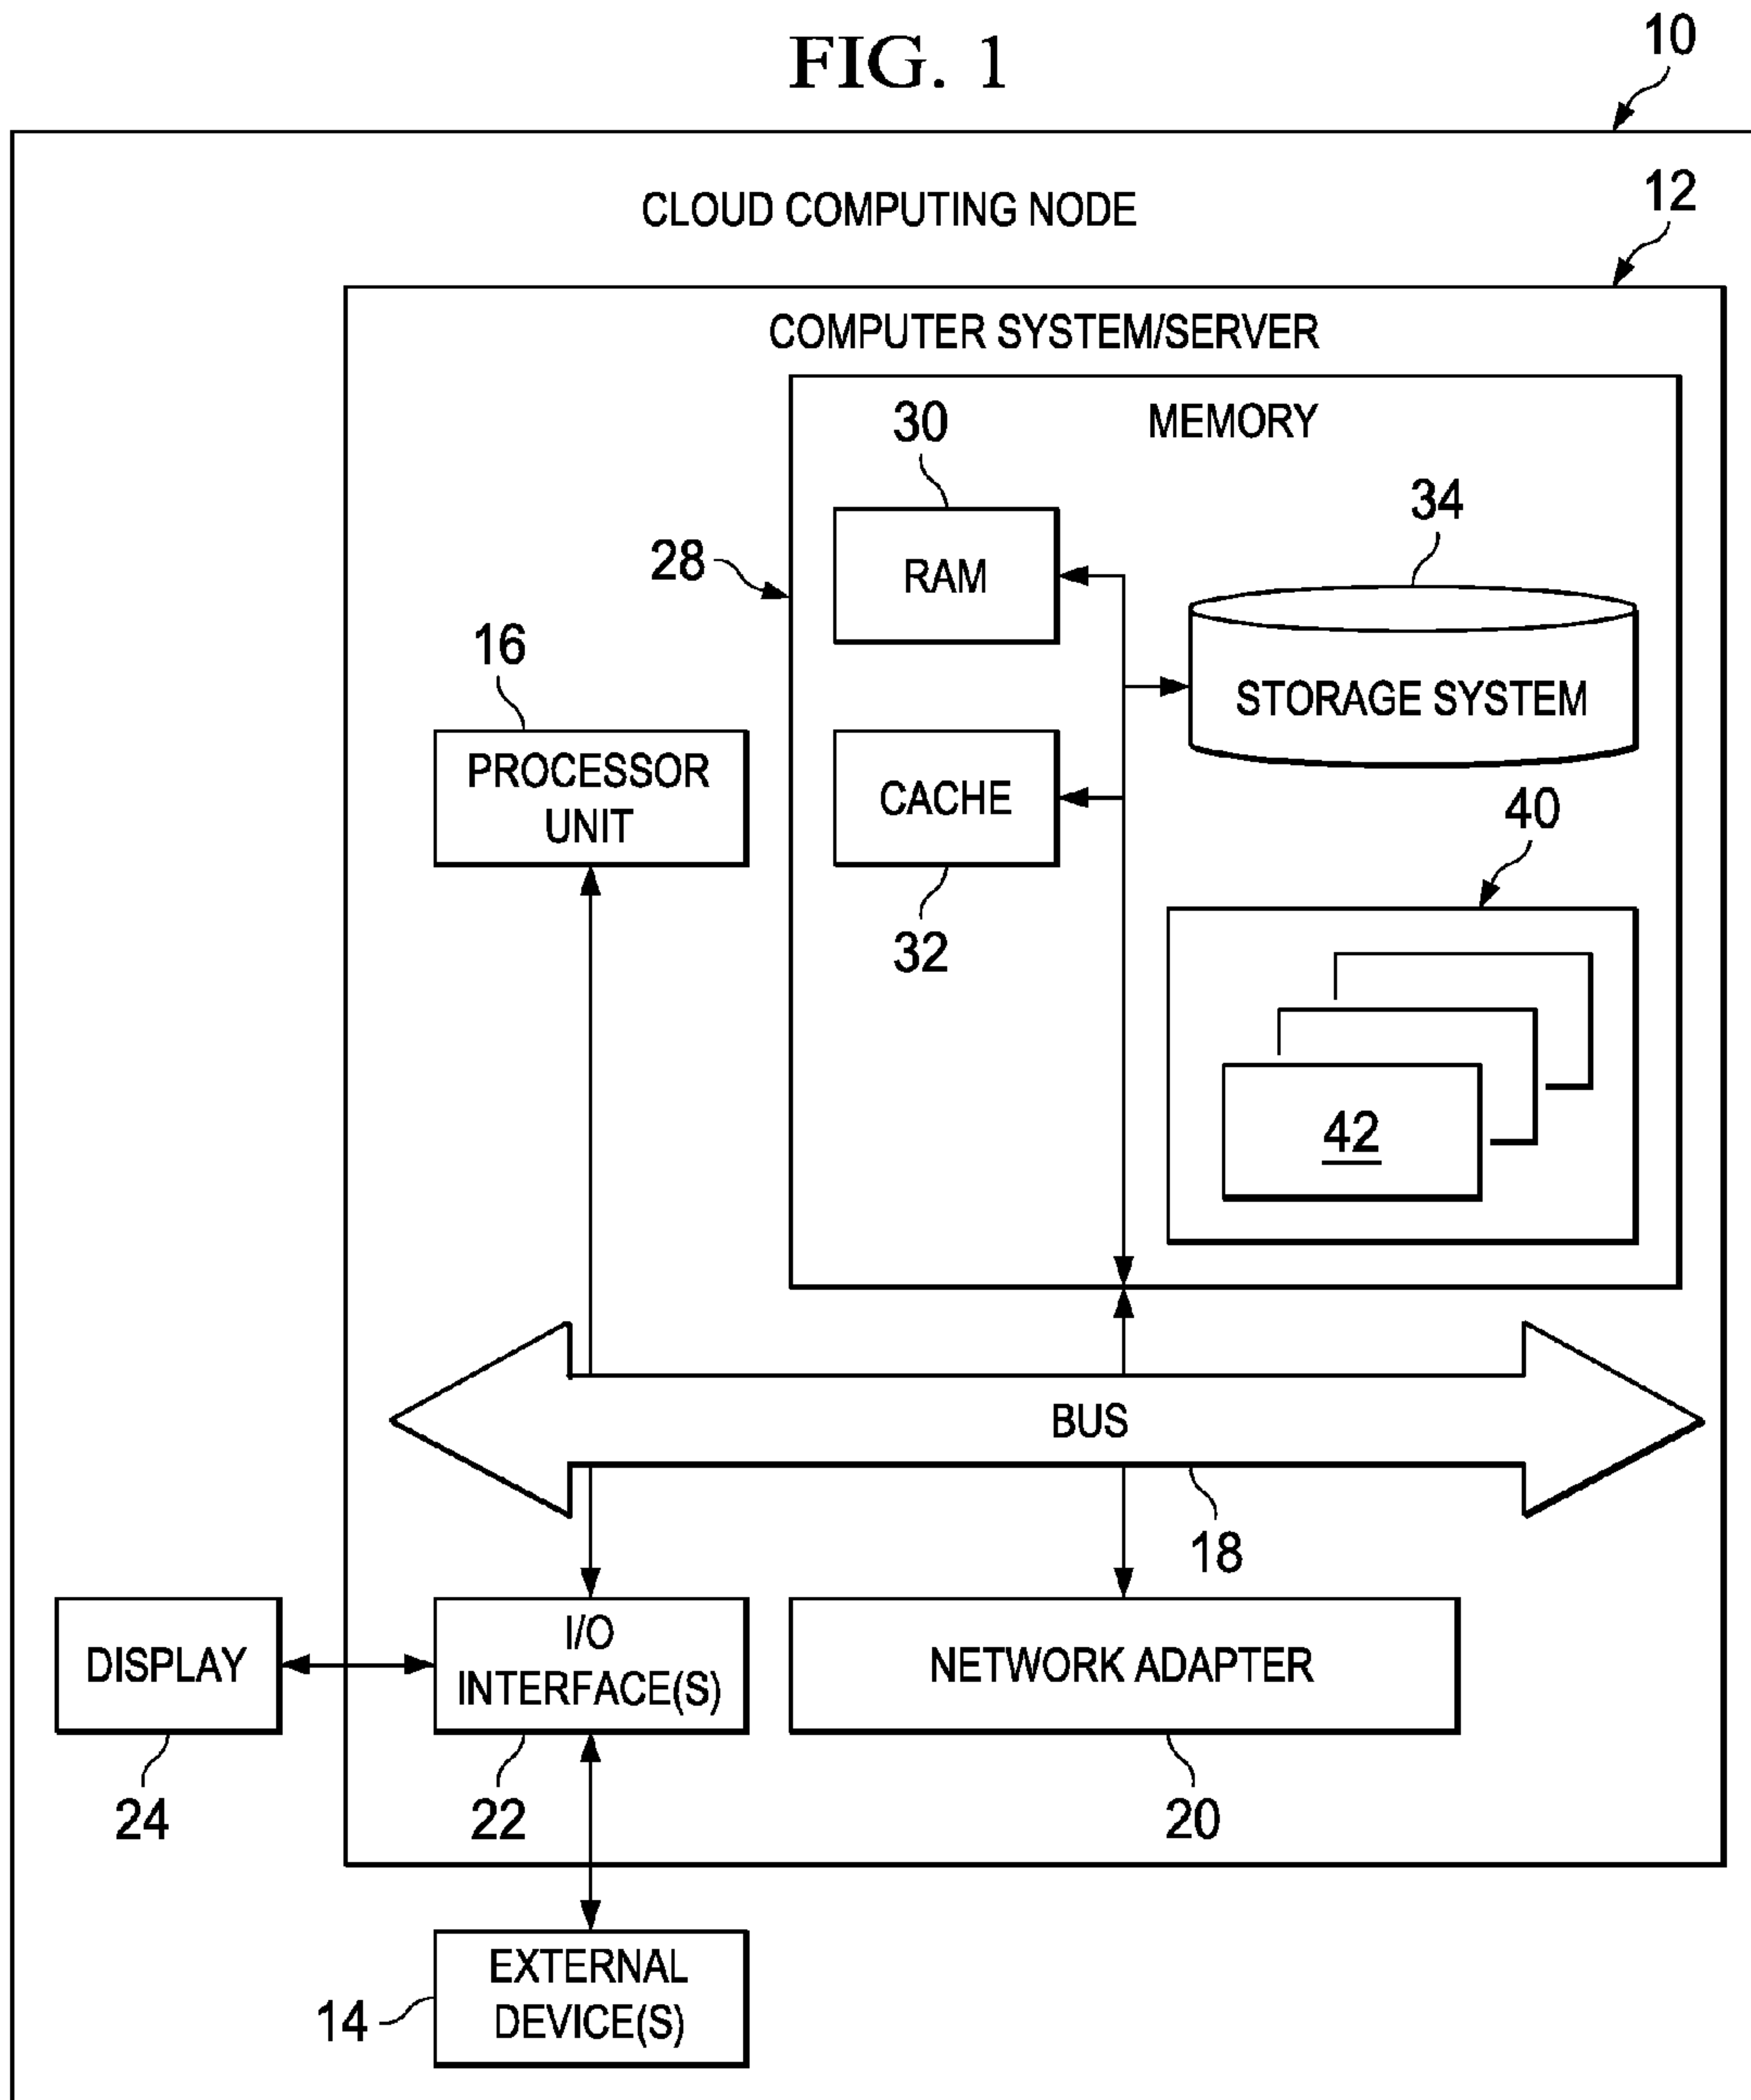 FIG. 1
10
CLOUD COMPUTING NODE
12
COMPUTER SYSTEM/SERVER
MEMORY
30
RAM
28
34
STORAGE SYSTEM
16
PROCESSOR
UNIT
CACHE
32
40
42
BUS
18
DISPLAY
24
I/O
INTERFACE(S)
22
NETWORK ADAPTER
20
EXTERNAL
DEVICE(S)
14